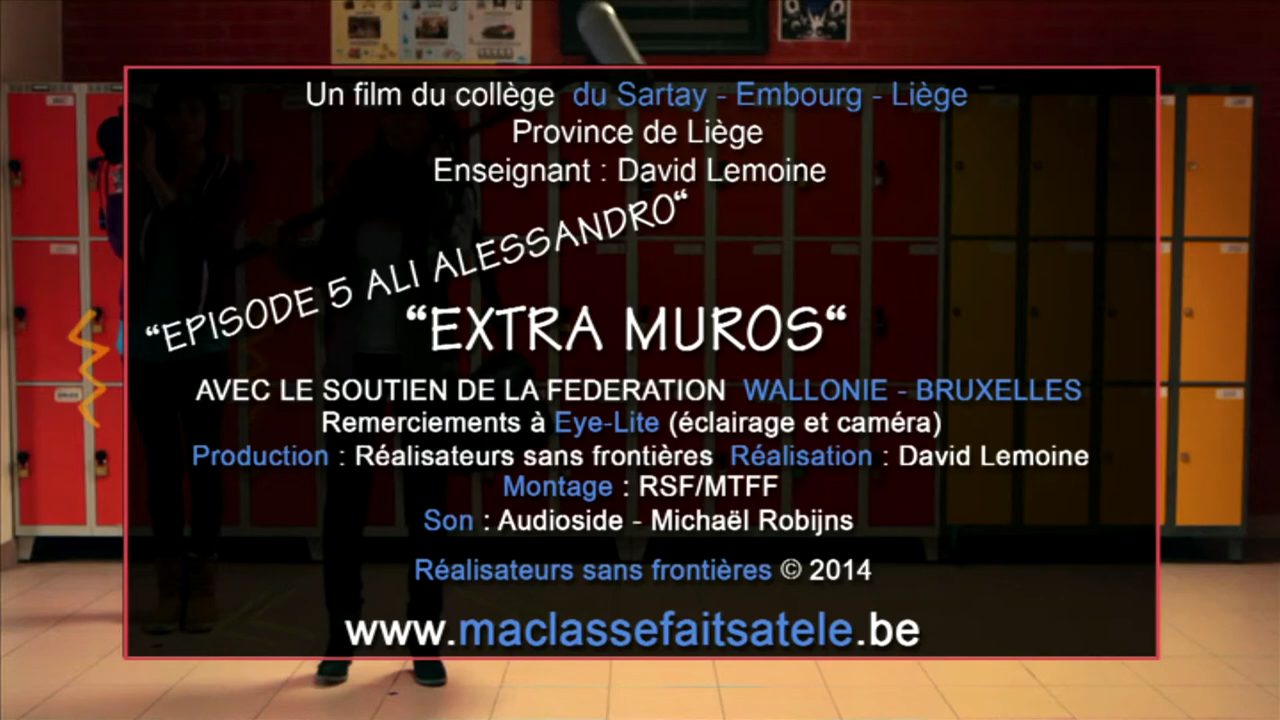 Un film du collège du Sartay - Embourg - Liège
Province de Liège
Enseignant : David Lemoine
“EPISODE 5 ALI ALESSANDRO“
“EXTRA MUROS“
AVEC LE SOUTIEN DE LA FEDERATION WALLONIE - BRUXELLES
Remerciements à Eye-Lite (éclairage et caméra)
Production : Réalisateurs sans frontières Réalisation : David Lemoine
Montage : RSF/MTFF
Son : Audioside - Michaël Robijns
Réalisateurs sans frontières © 2014
www.maclassefaitsatele.be